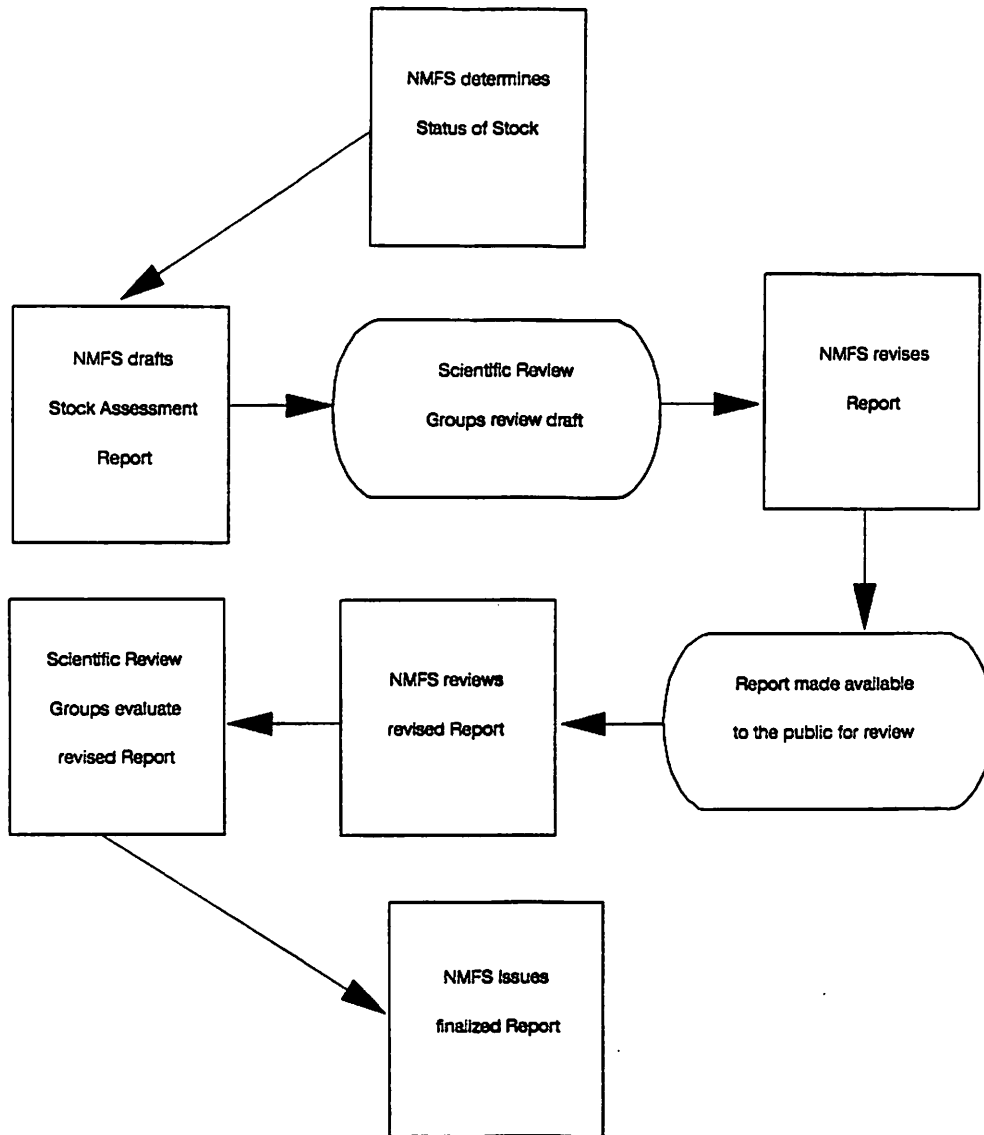 NMFS determines
Status of Stock
NMFS drafts
Stock Assessment
Report
Scientific Review
Groups review draft
NMFS revises
Report
Report made available
to the public for review
NMFS reviews
revised Report
Scientific Review
Groups evaluate
revised Report
NMFS issues
finalized Report